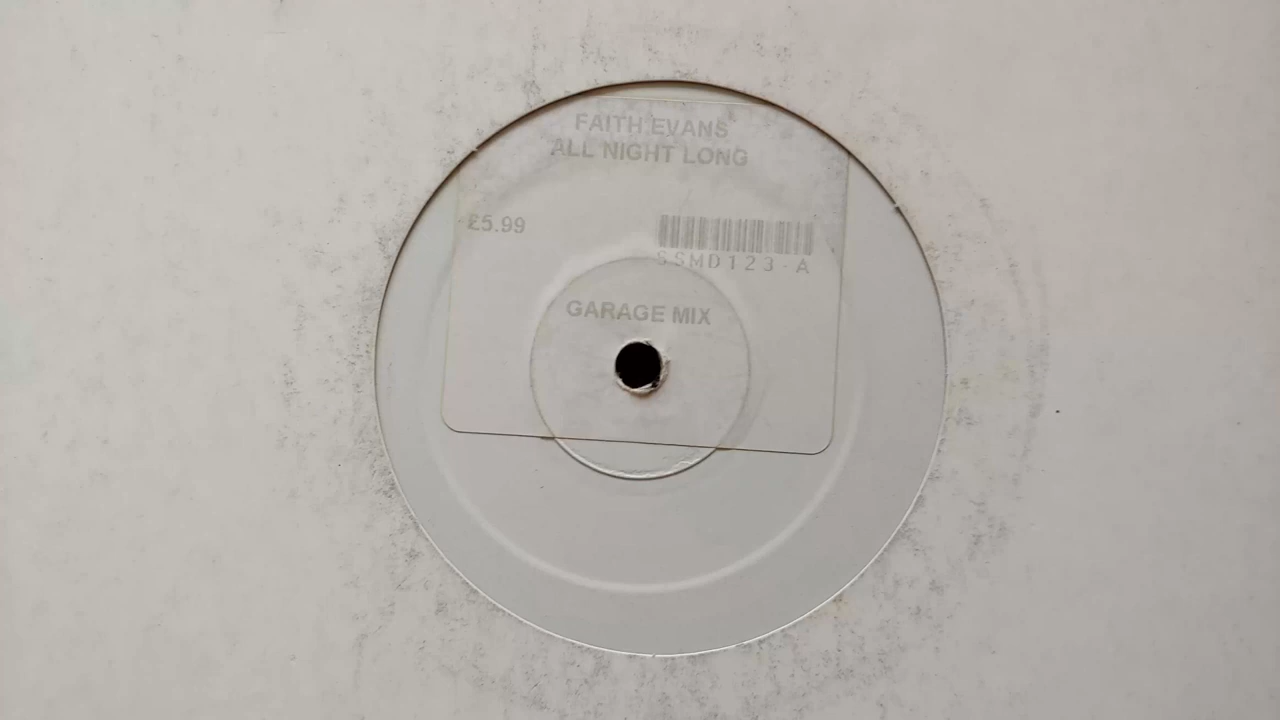 FAITH EVANS
ALL NIGHT LONG
£5.99
SSMD123-A
GARAGE MIX